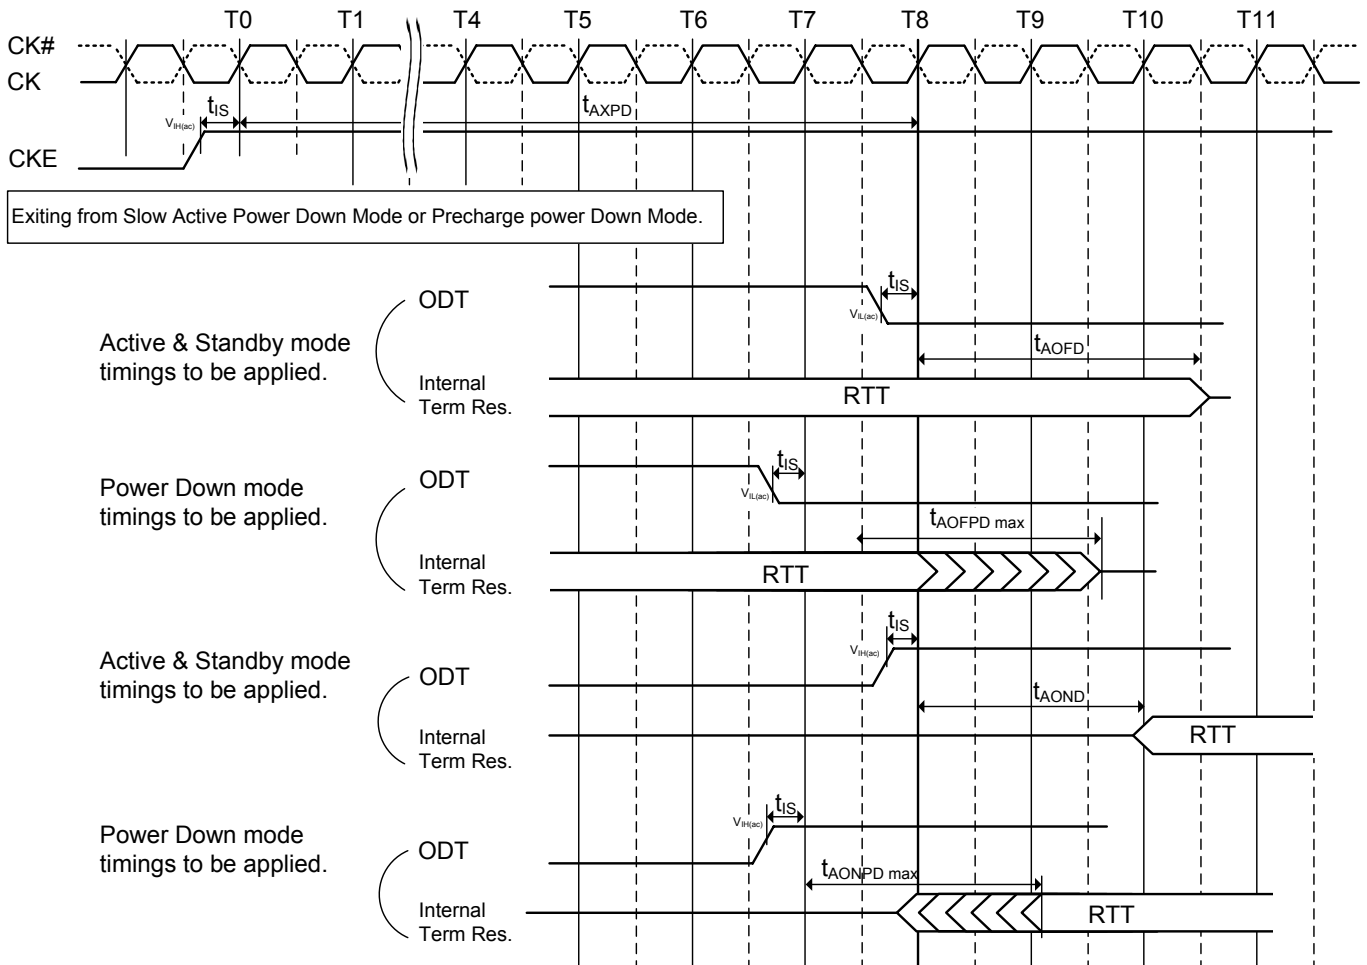 T0 T1 T4 T5 T6 T7 T8 T9 T10 T11
CK#
CK
tIS tAXPD
VIH(ac)
CKE
Exiting from Slow Active Power Down Mode or Precharge power Down Mode.
ODT tIS
VIL(ac)
Active & Standby mode
timings to be applied.
tAOFD
Internal
Term Res.
RTT
ODT tIS
VIL(ac)
Power Down mode
timings to be applied.
tAOFPD max
Internal
Term Res.
RTT
tIS
VIH(ac)
Active & Standby mode
timings to be applied.
ODT
tAOND
Internal
Term Res.
RTT
tIS
VIH(ac)
Power Down mode
timings to be applied.
ODT
tAONPD max
Internal
Term Res.
RTT